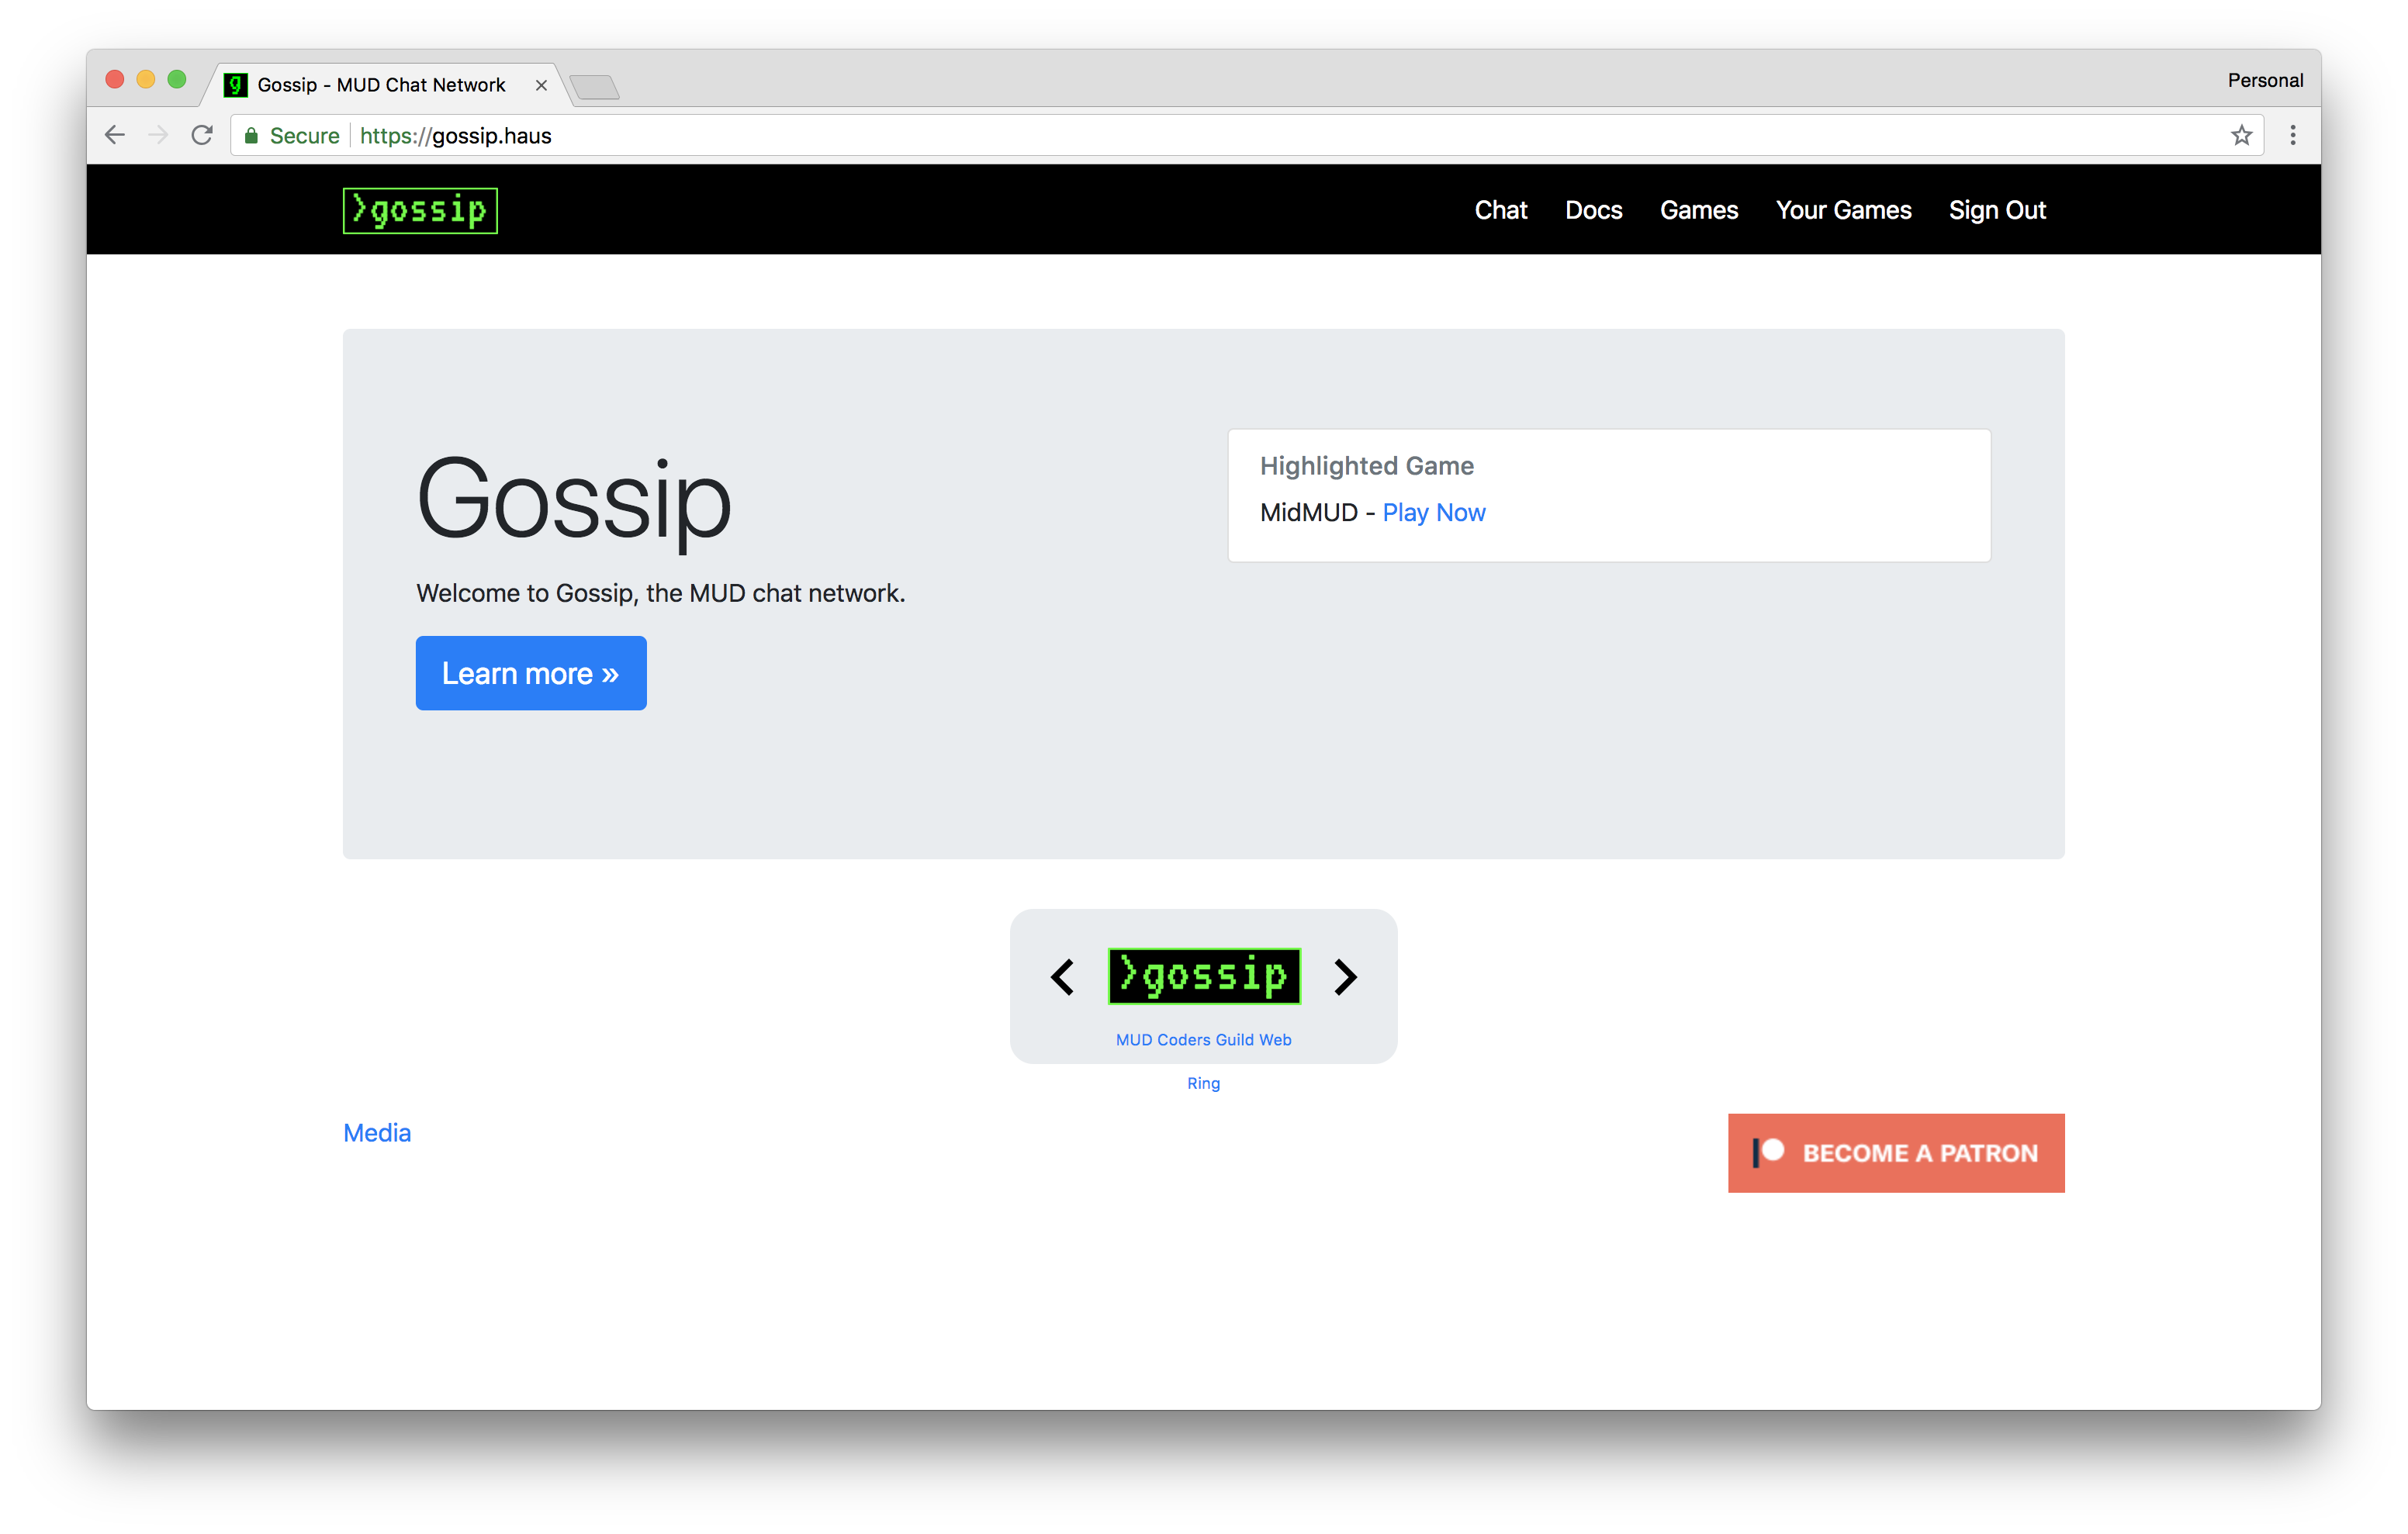 Gossip - MUD Chat Network
Personal
Secure https://gossip.haus
>gossip
Chat Docs Games Your Games Sign Out
Gossip
Welcome to Gossip, the MUD chat network.
Learn more »
Highlighted Game
MidMUD - Play Now
>gossip
MUD Coders Guild Web
Ring
Media
BECOME A PATRON